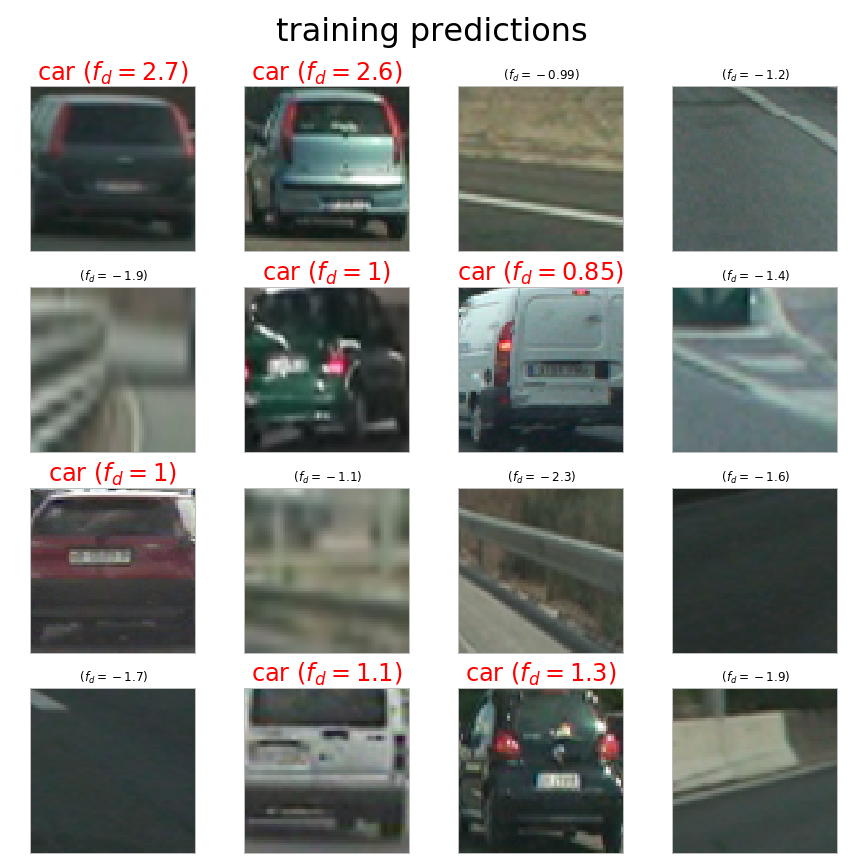 training predictions
car (f_d = 2.7) car (f_d = 2.6) (f_d = −0.99) (f_d = −1.2)
(f_d = −1.9) car (f_d = 1) car (f_d = 0.85) (f_d = −1.4)
car (f_d = 1) (f_d = −1.1) (f_d = −2.3) (f_d = −1.6)
(f_d = −1.7) car (f_d = 1.1) car (f_d = 1.3) (f_d = −1.9)